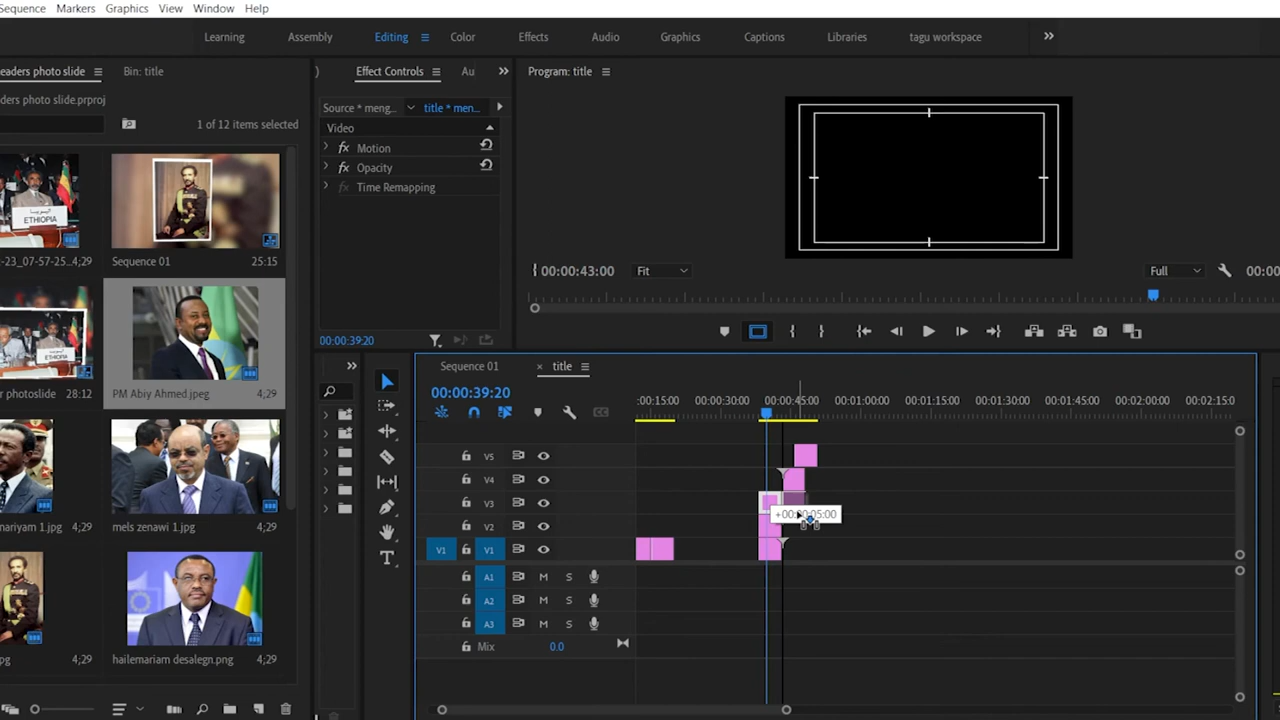 Sequence Markers Graphics View Window Help
Learning Assembly Editing Color Effects Audio Graphics Captions Libraries tagu workspace
eaders photo slide Bin: title
ders photo slide.prproj
1 of 12 items selected
ETHIOPIA
-23_07-57-25... 4;29 Sequence 01 25:15
r photoslide 28:12 PM Abiy Ahmed.jpeg 4;29
nariyam 1.jpg 4;29 mels zenawi 1.jpg 4;29
pg 4;29 hailemariam desalegn.png 4;29
Effect Controls Au
Source * meng... title * men...
Video
fx Motion
fx Opacity
fx Time Remapping
00:00:39:20
Program: title
00:00:43:00 Fit Full 00:00
Sequence 01 × title
00:00:39:20
:00:15:00 00:00:30:00 00:00:45:00 00:01:00:00 00:01:15:00 00:01:30:00 00:01:45:00 00:02:00:00 00:02:15:00
V5
V4
V3
+00:00:05:00
V2
V1 V1
A1 M S
A2 M S
A3 M S
Mix 0.0